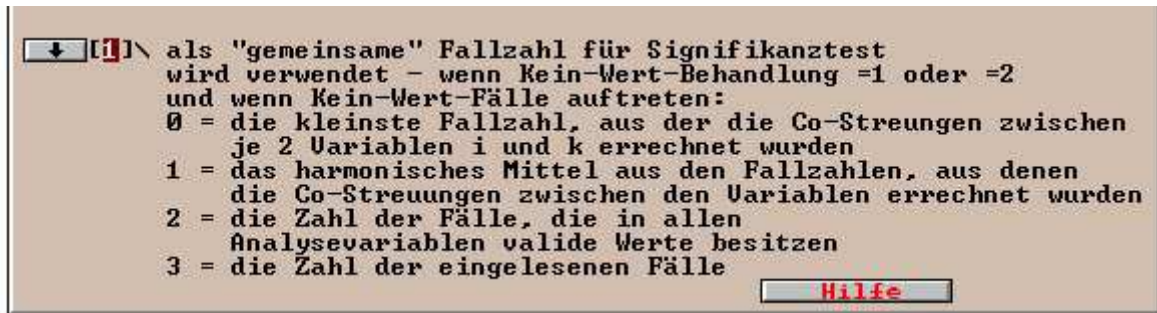 [1]\ als "gemeinsame" Fallzahl für Signifikanztest
wird verwendet - wenn Kein-Wert-Behandlung =1 oder =2
und wenn Kein-Wert-Fälle auftreten:
0 = die kleinste Fallzahl, aus der die Co-Streungen zwischen
je 2 Variablen i und k errechnet wurden
1 = das harmonisches Mittel aus den Fallzahlen, aus denen
die Co-Streuungen zwischen den Variablen errechnet wurden
2 = die Zahl der Fälle, die in allen
Analysevariablen valide Werte besitzen
3 = die Zahl der eingelesenen Fälle
Hilfe